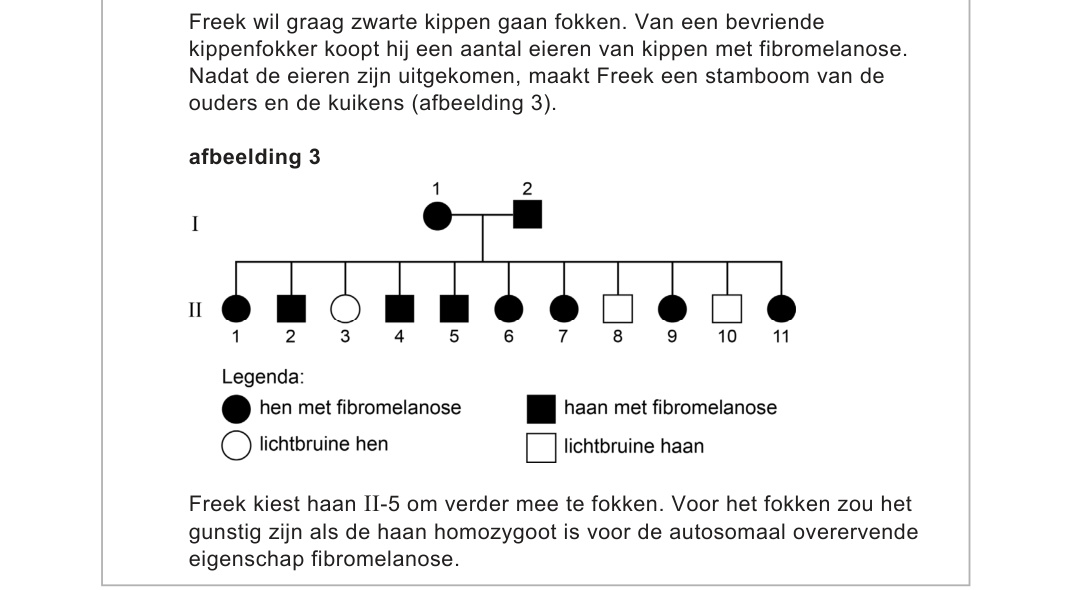 Freek wil graag zwarte kippen gaan fokken. Van een bevriende
kippenfokker koopt hij een aantal eieren van kippen met fibromelanose.
Nadat de eieren zijn uitgekomen, maakt Freek een stamboom van de
ouders en de kuikens (afbeelding 3).
afbeelding 3
1 2
I
II
1 2 3 4 5 6 7 8 9 10 11
Legenda:
hen met fibromelanose haan met fibromelanose
lichtbruine hen lichtbruine haan
Freek kiest haan II-5 om verder mee te fokken. Voor het fokken zou het
gunstig zijn als de haan homozygoot is voor de autosomaal overervende
eigenschap fibromelanose.